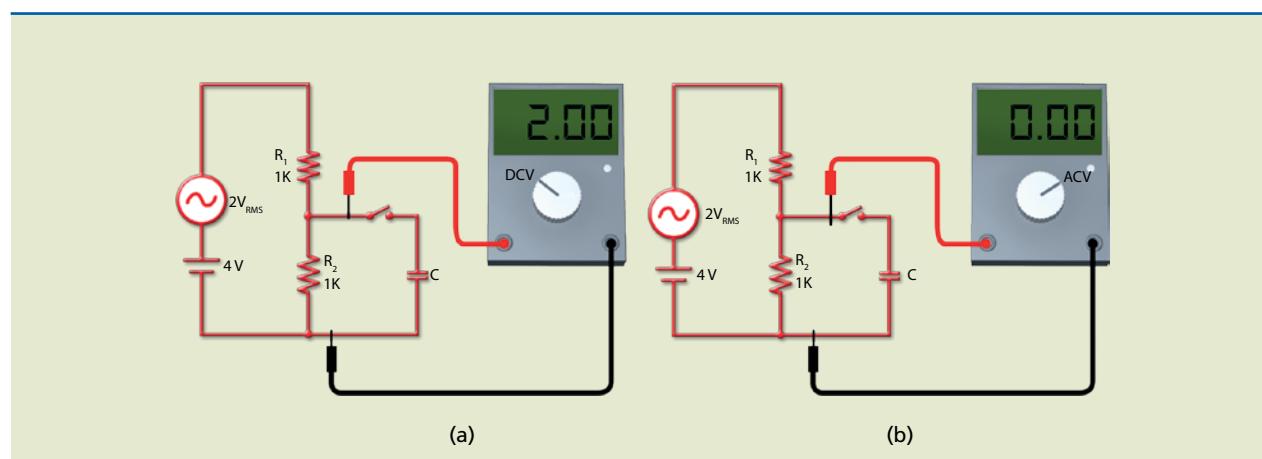 2.00
DCV
R1
1K
2VRMS
R2
1K
4 V
C
(a)
0.00
ACV
R1
1K
2VRMS
R2
1K
4 V
C
(b)